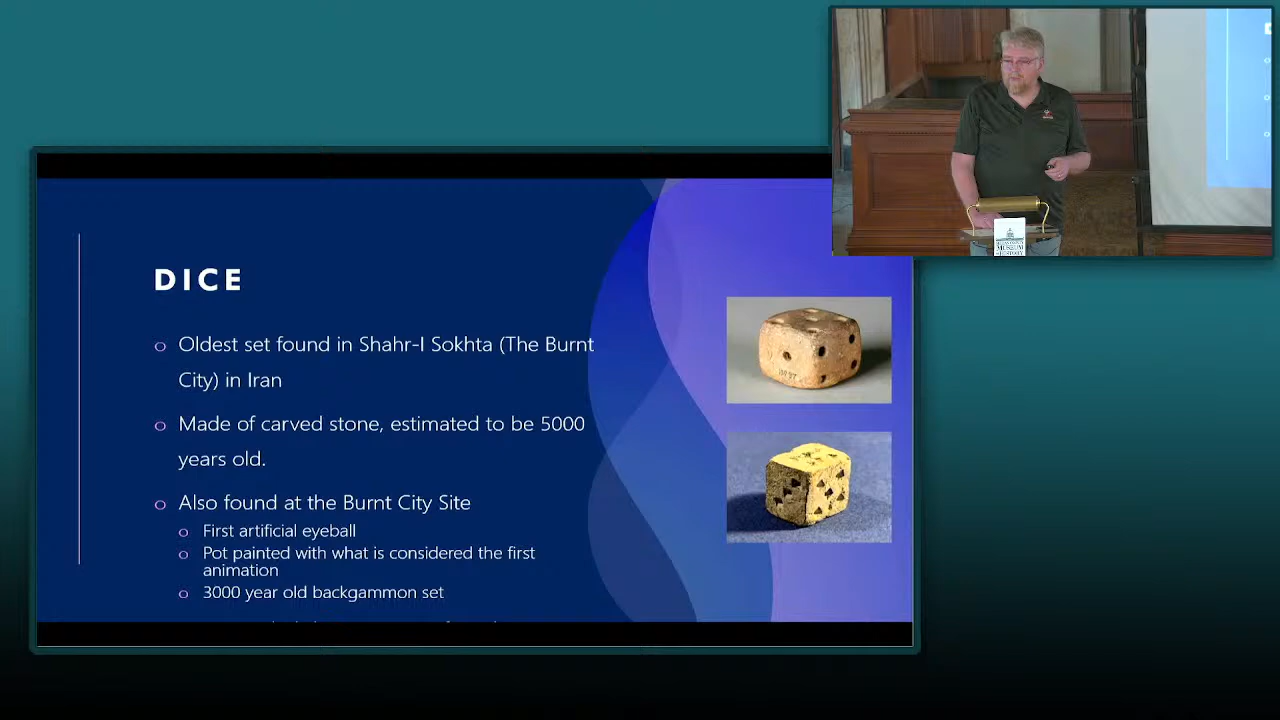 DICE
o Oldest set found in Shahr-I Sokhta (The Burnt
City) in Iran
o Made of carved stone, estimated to be 5000
years old.
o Also found at the Burnt City Site
o First artificial eyeball
o Pot painted with what is considered the first
animation
o 3000 year old backgammon set
MUSEUM